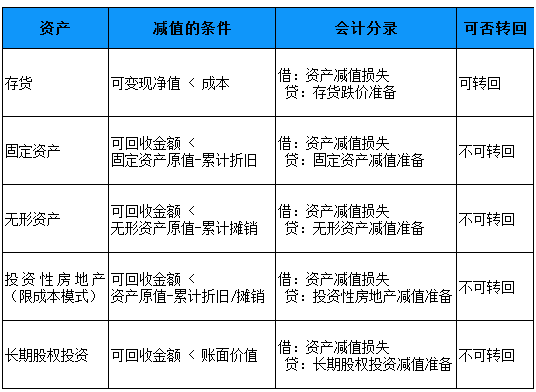 资产 减值的条件 会计分录 可否转回
存货 可变现净值 < 成本 借：资产减值损失
贷：存货跌价准备 可转回
固定资产 可回收金额 <
固定资产原值-累计折旧 借：资产减值损失
贷：固定资产减值准备 不可转回
无形资产 可回收金额 <
无形资产原值-累计摊销 借：资产减值损失
贷：无形资产减值准备 不可转回
投资性房地产
（限成本模式） 可回收金额 <
资产原值-累计折旧/摊销 借：资产减值损失
贷：投资性房地产减值准备 不可转回
长期股权投资 可回收金额 < 账面价值 借：资产减值损失
贷：长期股权投资减值准备 不可转回